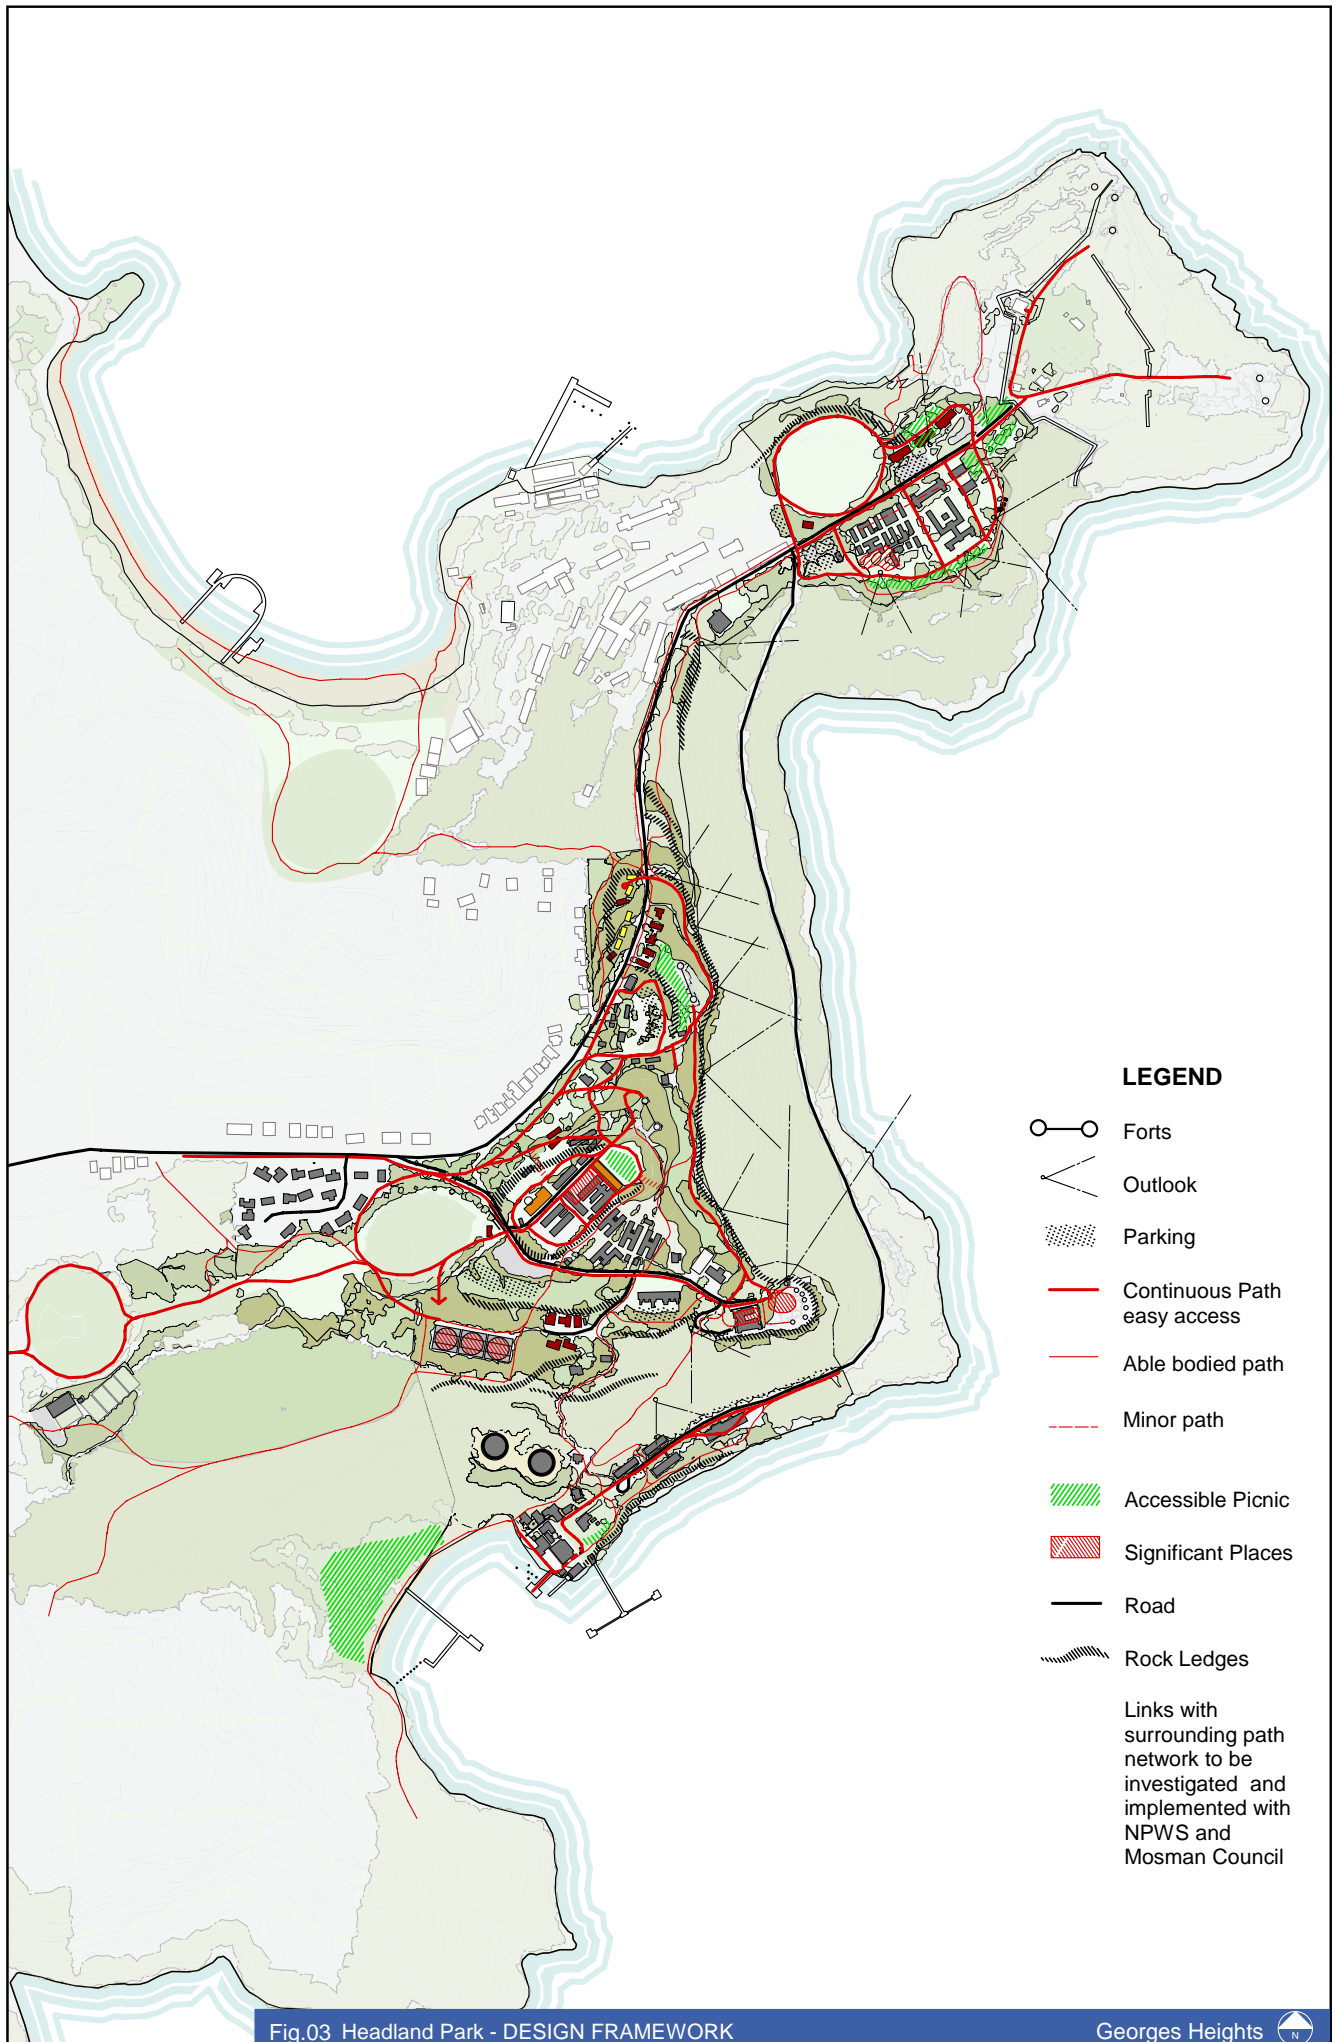 LEGEND
Forts
Outlook
Parking
Continuous Path
easy access
Able bodied path
Minor path
Accessible Picnic
Significant Places
Road
Rock Ledges
Links with
surrounding path
network to be
investigated and
implemented with
NPWS and
Mosman Council
Fig.03 Headland Park - DESIGN FRAMEWORK
Georges Heights
N